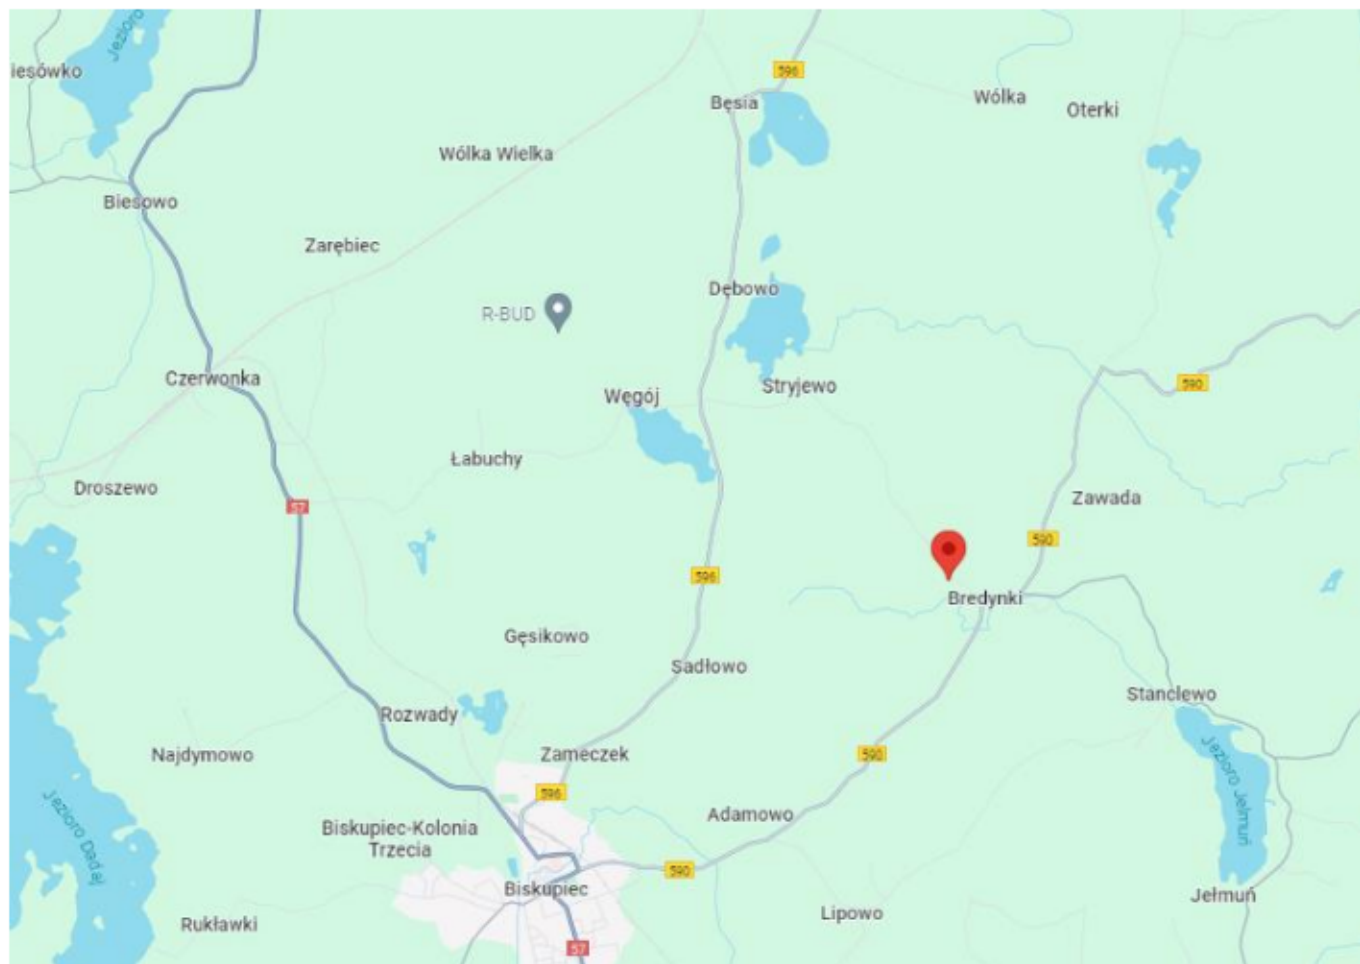 Jezioro
iesówko
596
Bęsia
Wólka
Oterki
Wólka Wielka
Biesowo
Zarębiec
Dębowo
R-BUD
Czerwonka
Węgój
Stryjewo
590
Łabuchy
Droszewo
57
Zawada
590
596
Bredynki
Gęsikowo
Sadłowo
Stanclewo
Rozwady
Najdymowo
Zameczek
590
Jezioro Jełmuń
596
Jezioro Dadaj
Adamowo
Biskupiec-Kolonia
Trzecia
590
Biskupiec
Jełmuń
Lipowo
Rukławki
57